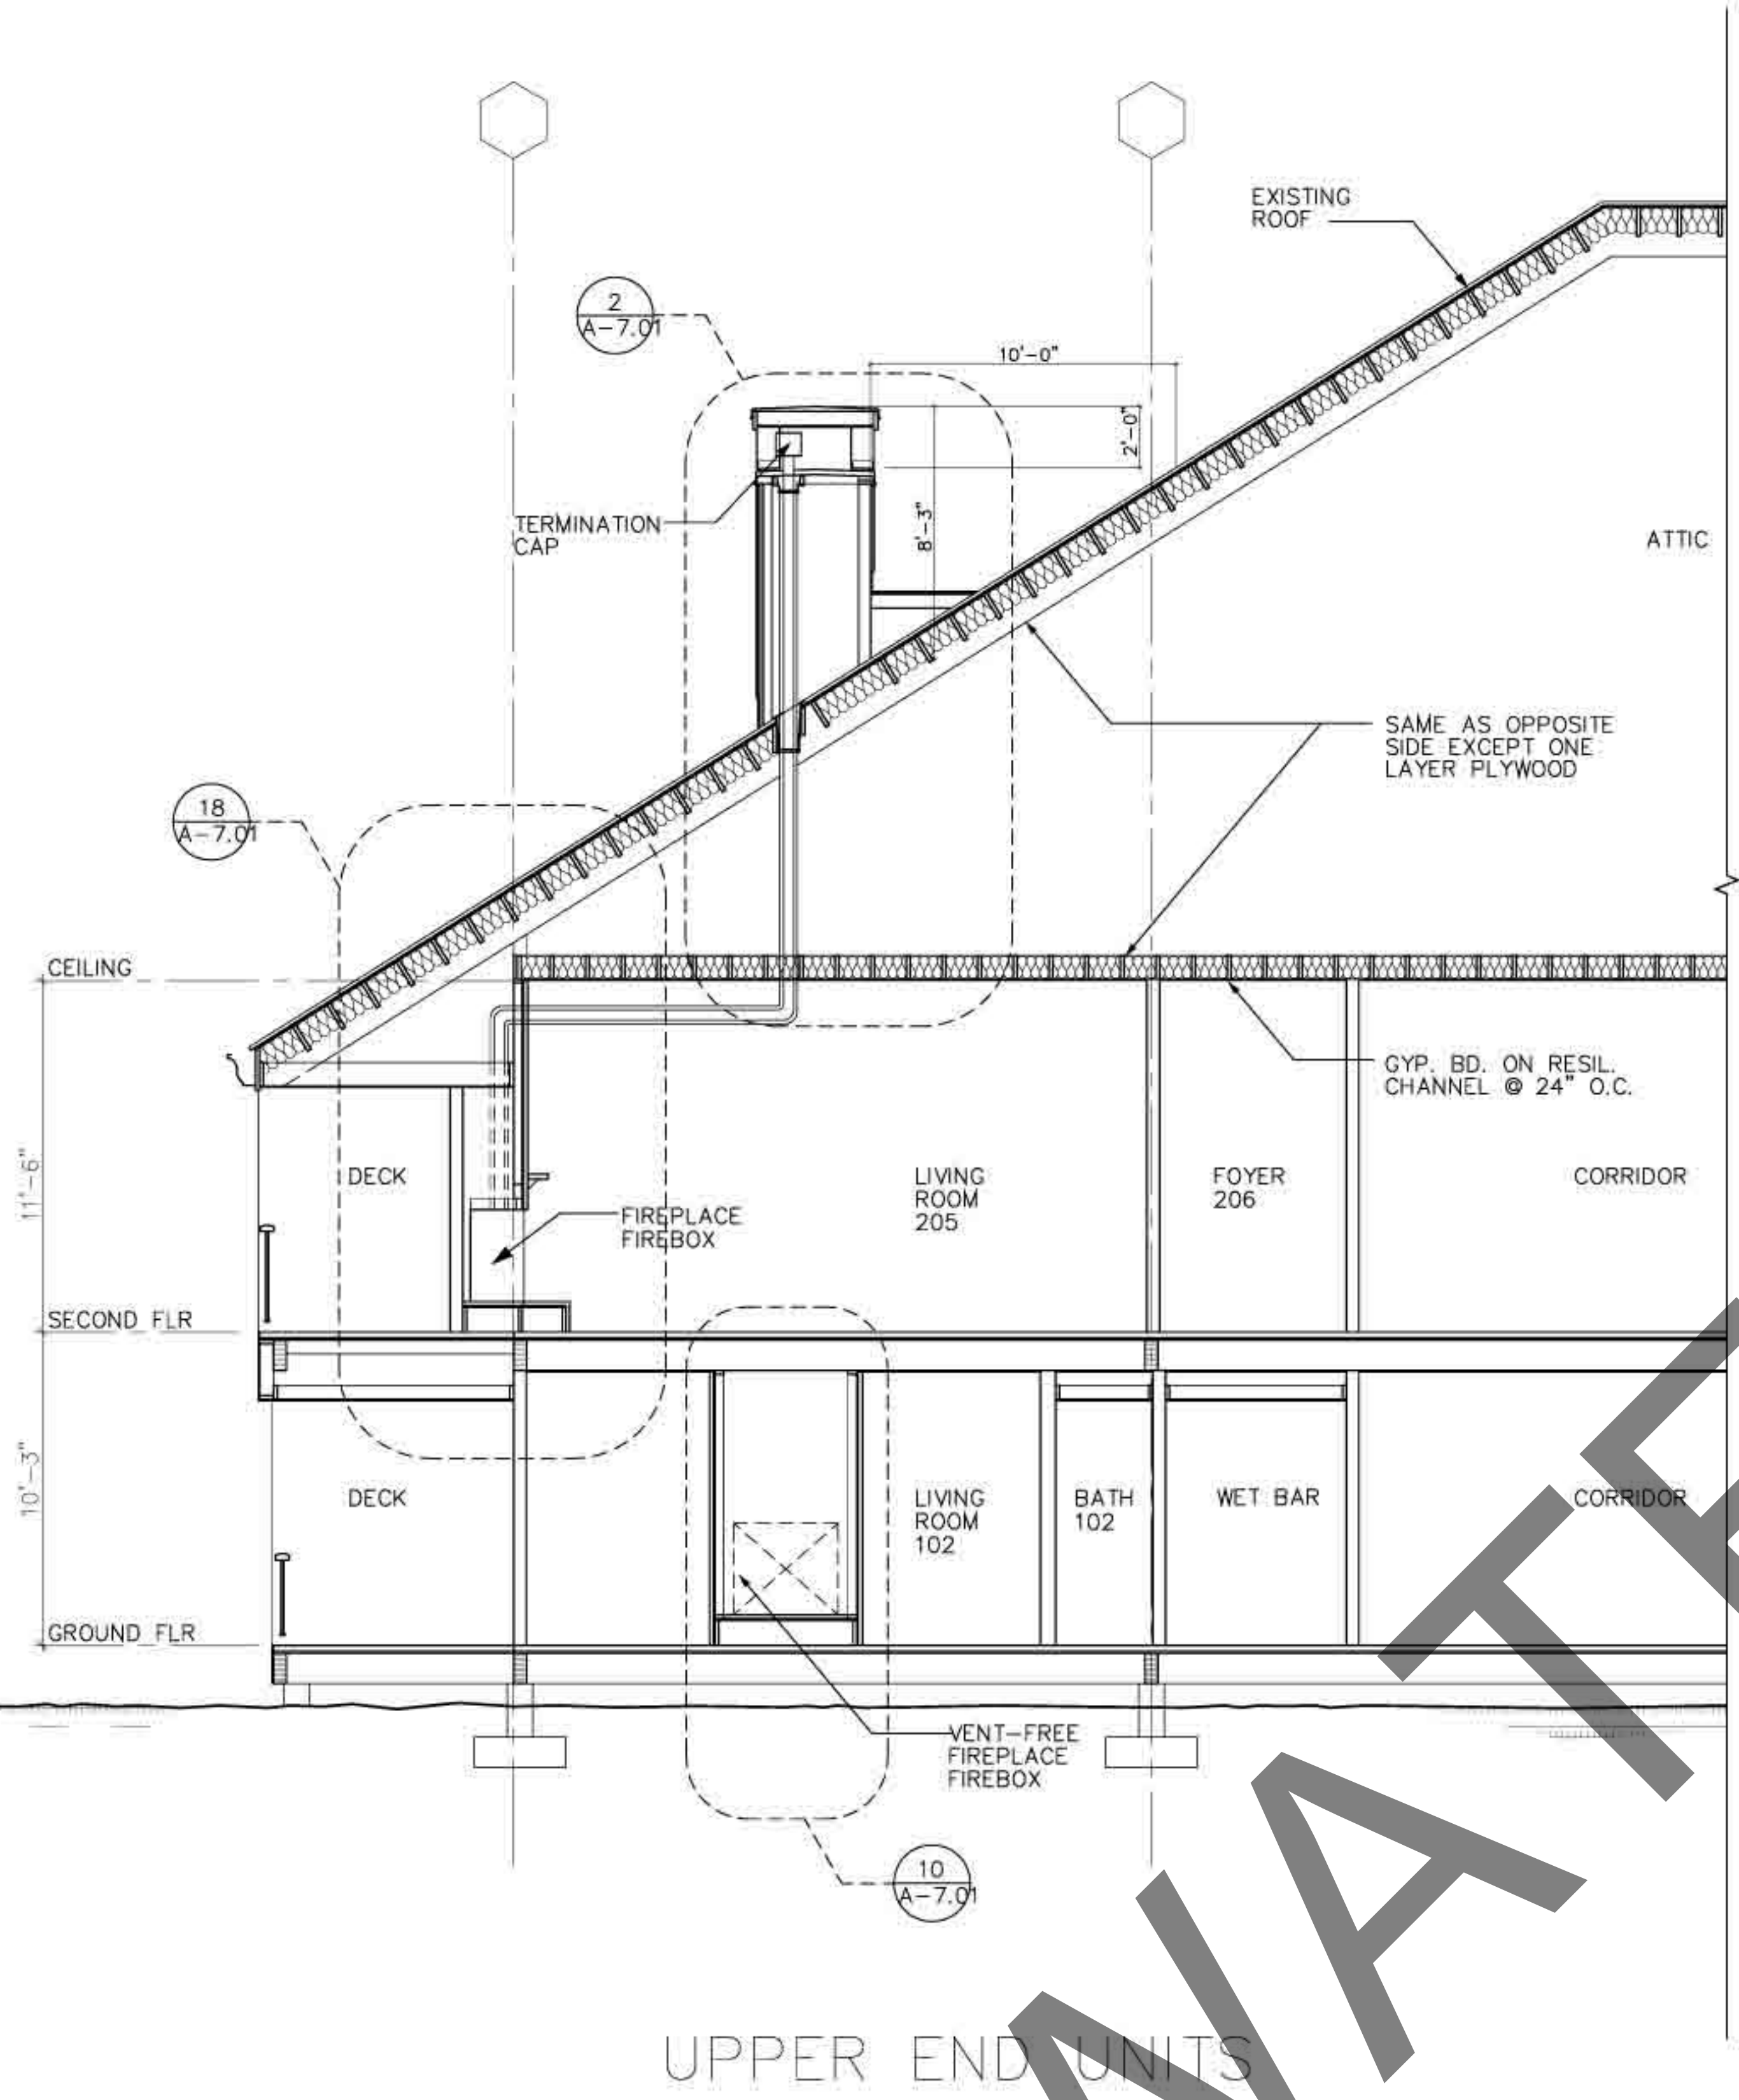 EXISTING
ROOF
2
A-7.01
10'-0"
2'-0"
8'-3"
TERMINATION
CAP
ATTIC
SAME AS OPPOSITE
SIDE EXCEPT ONE
LAYER PLYWOOD
18
A-7.01
CEILING
GYP. BD. ON RESIL.
CHANNEL @ 24" O.C.
11'-6"
DECK
LIVING
ROOM
205
FOYER
206
CORRIDOR
FIREPLACE
FIREBOX
SECOND FLR
10'-3"
DECK
LIVING
ROOM
102
BATH
102
WET BAR
CORRIDOR
GROUND FLR
VENT-FREE
FIREPLACE
FIREBOX
10
A-7.01
UPPER END UNITS